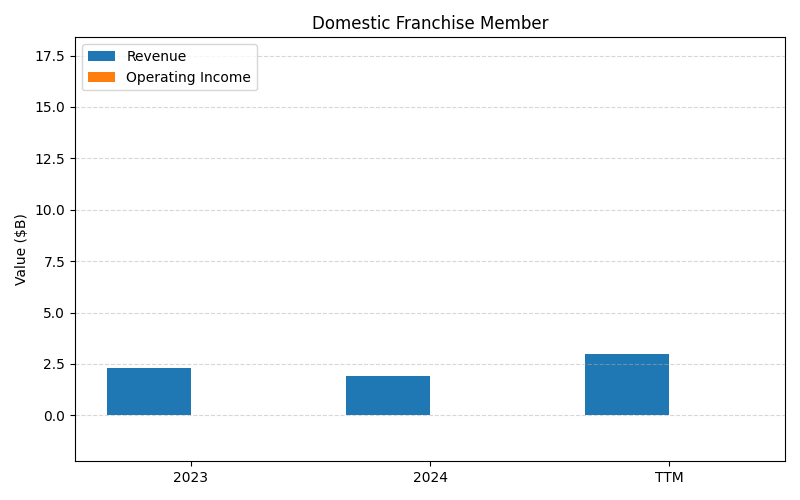 Domestic Franchise Member
Revenue
Operating Income
Value ($B)
17.5
15.0
12.5
10.0
7.5
5.0
2.5
0.0
2023
2024
TTM